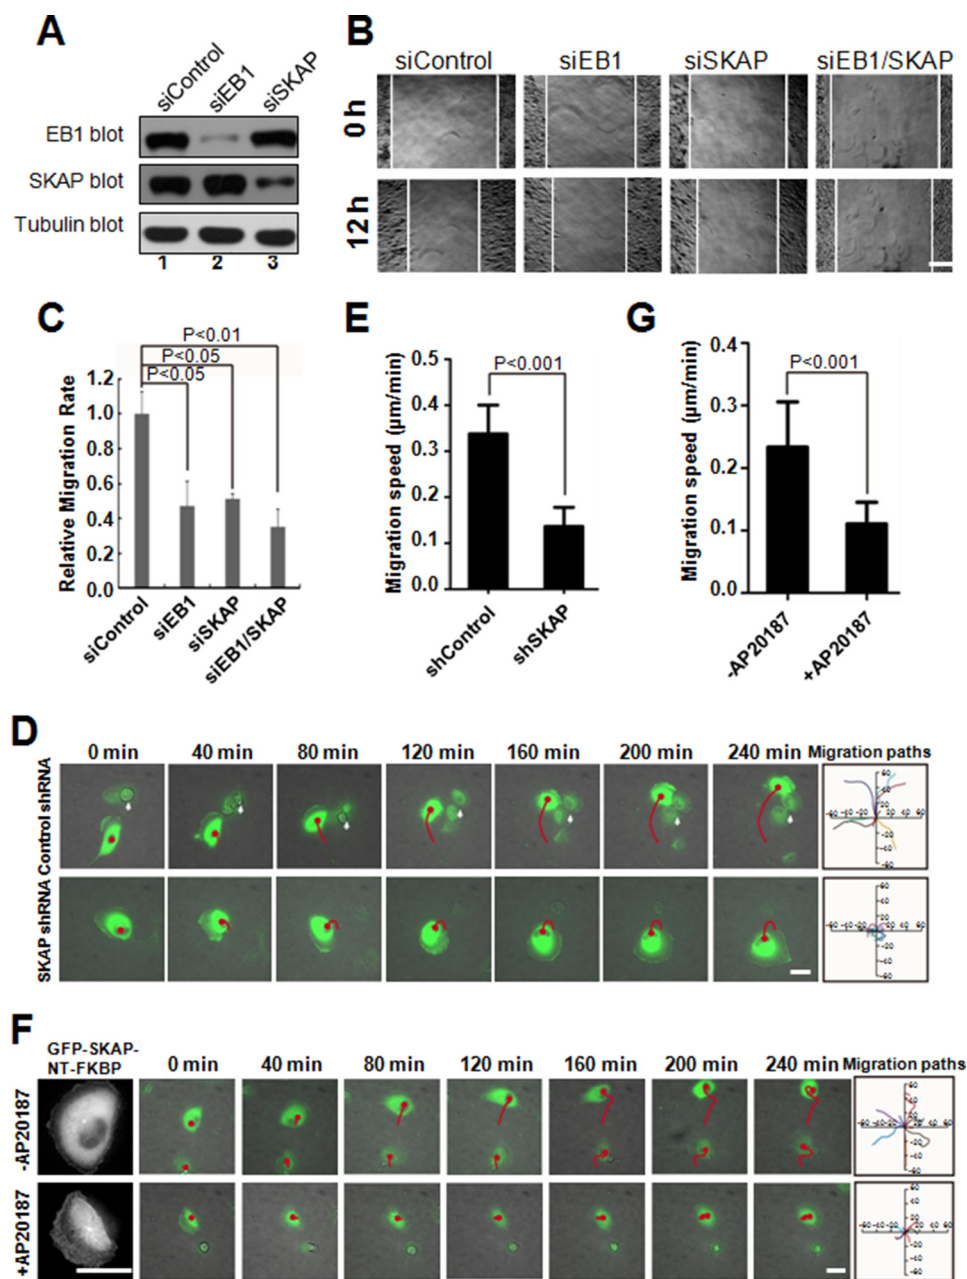 A
siControl
siEB1
siSKAP
EB1 blot
SKAP blot
Tubulin blot
1 2 3
B
siControl siEB1 siSKAP siEB1/SKAP
0 h
12 h
C
P<0.01
P<0.05
P<0.05
Relative Migration Rate
1.2
1.0
0.8
0.6
0.4
0.2
0.0
siControl
siEB1
siSKAP
siEB1/SKAP
E
P<0.001
Migration speed (μm/min)
0.5
0.4
0.3
0.2
0.1
0.0
shControl
shSKAP
G
P<0.001
Migration speed (μm/min)
0.4
0.3
0.2
0.1
0.0
-AP20187
+AP20187
D
0 min 40 min 80 min 120 min 160 min 200 min 240 min Migration paths
Control shRNA
SKAP shRNA
F
GFP-SKAP-
NT-FKBP
0 min 40 min 80 min 120 min 160 min 200 min 240 min Migration paths
-AP20187
+AP20187